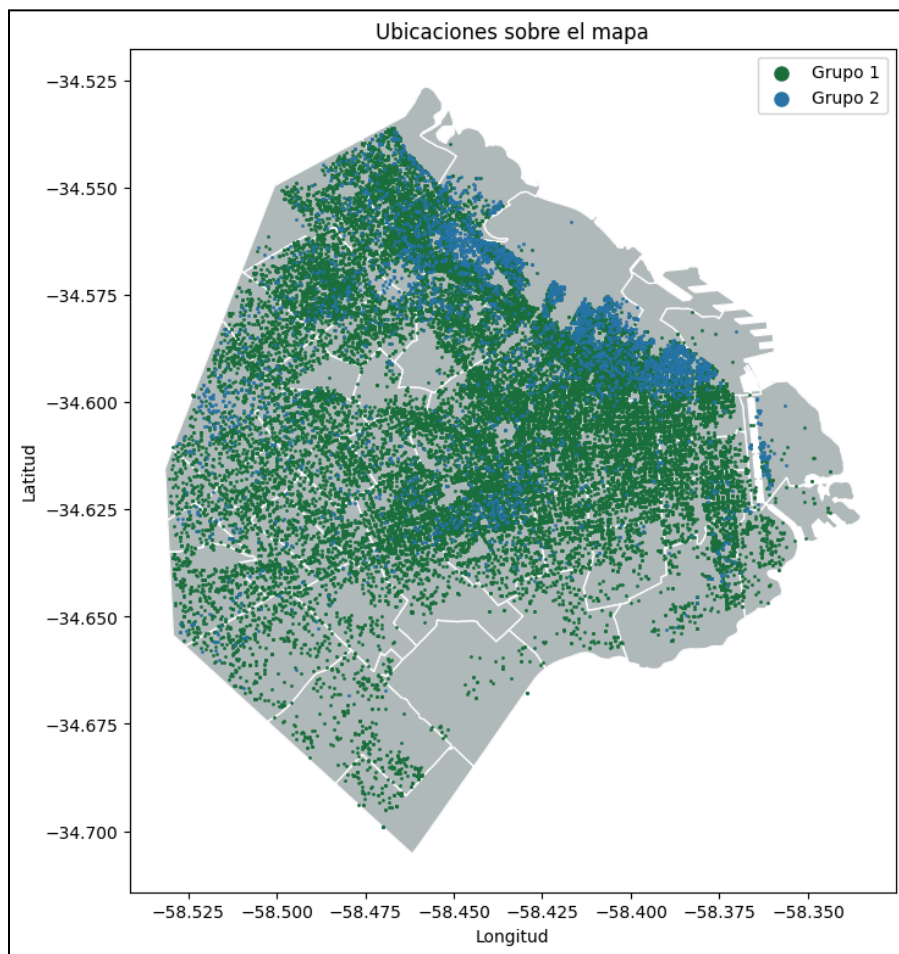 Ubicaciones sobre el mapa
Grupo 1
Grupo 2
−34.525
−34.550
−34.575
−34.600
−34.625
−34.650
−34.675
−34.700
Latitud
−58.525 −58.500 −58.475 −58.450 −58.425 −58.400 −58.375 −58.350
Longitud